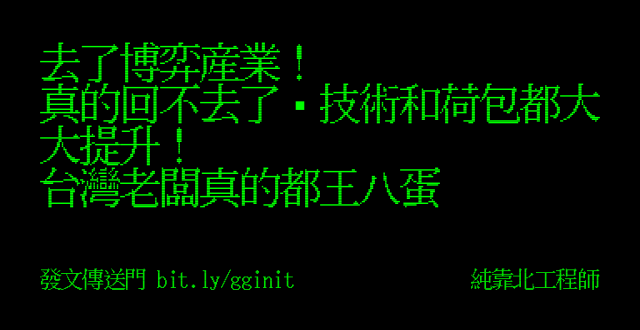 去了博弈産業！
真的回不去了▪技術和荷包都大
大提升！
台灣老闆真的都王八蛋
發文傳送門 bit.ly/gginit
純靠北工程師